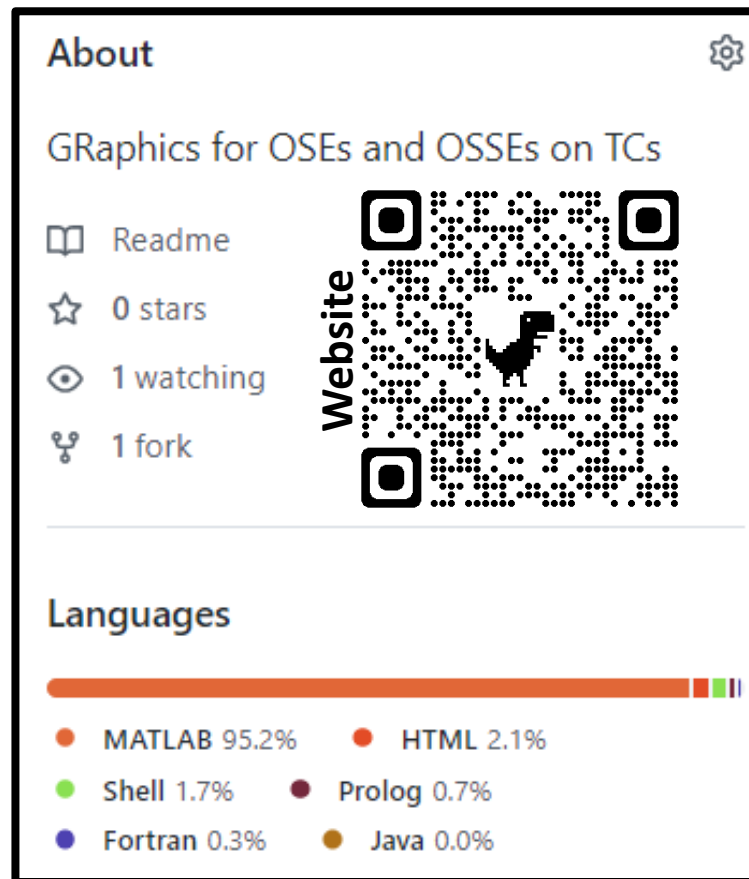 About
GRaphics for OSEs and OSSEs on TCs
Readme
0 stars
1 watching
1 fork
Website
Languages
MATLAB 95.2% HTML 2.1%
Shell 1.7% Prolog 0.7%
Fortran 0.3% Java 0.0%